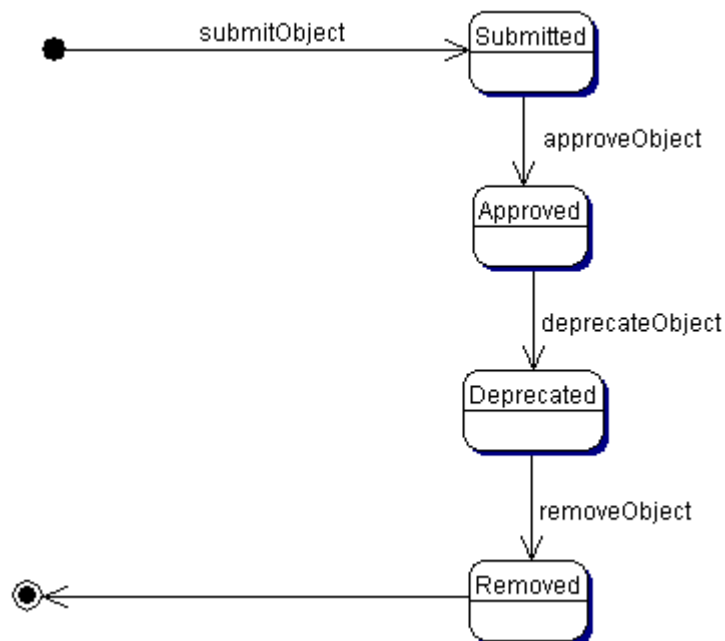 submitObject
Submitted
approveObject
Approved
deprecateObject
Deprecated
removeObject
Removed